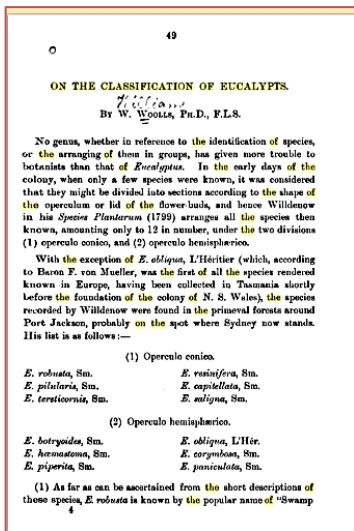 49
ON THE CLASSIFICATION OF EUCALYPTS.
William
BY W. WOOLLS, PH.D., F.L.S.
No genus, whether in reference to the identification of species,
or the arranging of them in groups, has given more trouble to
botanists than that of Eucalyptus. In the early days of the
colony, when only a few species were known, it was considered
that they might be divided into sections according to the shape of
the operculum or lid of the flower-buds, and hence Willdenow
in his Species Plantarum (1799) arranges all the species then
known, amounting only to 12 in number, under the two divisions
(1) operculo conico, and (2) operculo hemisphærico.
With the exception of E. obliqua, L'Héritier (which, according
to Baron F. von Mueller, was the first of all the species rendered
known in Europe, having been collected in Tasmania shortly
before the foundation of the colony of N. S. Wales), the species
recorded by Willdenow were found in the primeval forests around
Port Jackson, probably on the spot where Sydney now stands.
His list is as follows :—
(1) Operculo conico.
E. robusta, Sm. E. resinifera, Sm.
E. pilularis, Sm. E. capitellata, Sm.
E. tereticornis, Sm. E. saligna, Sm.
(2) Operculo hemisphærico.
E. botryoides, Sm. E. obliqua, L'Hér.
E. hæmastoma, Sm. E. corymbosa, Sm.
E. piperita, Sm. E. paniculata, Sm.
(1) As far as can be ascertained from the short descriptions of
these species, E. robusta is known by the popular name of "Swamp
4